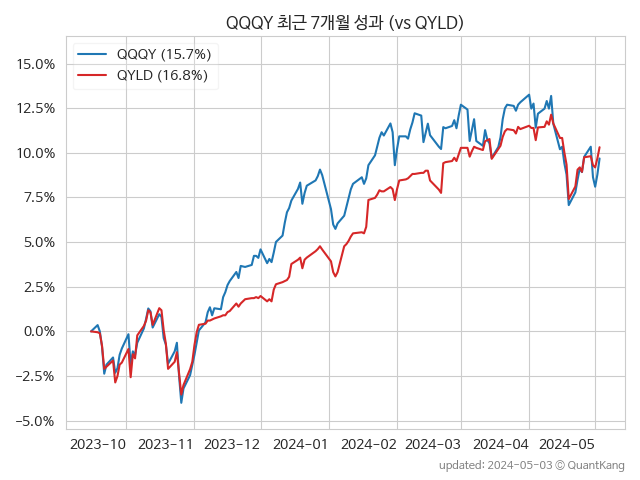 QQQY 최근 7개월 성과 (vs QYLD)
QQQY (15.7%)
QYLD (16.8%)
15.0%
12.5%
10.0%
7.5%
5.0%
2.5%
0.0%
−2.5%
−5.0%
2023-10 2023-11 2023-12 2024-01 2024-02 2024-03 2024-04 2024-05
updated: 2024-05-03 © QuantKang